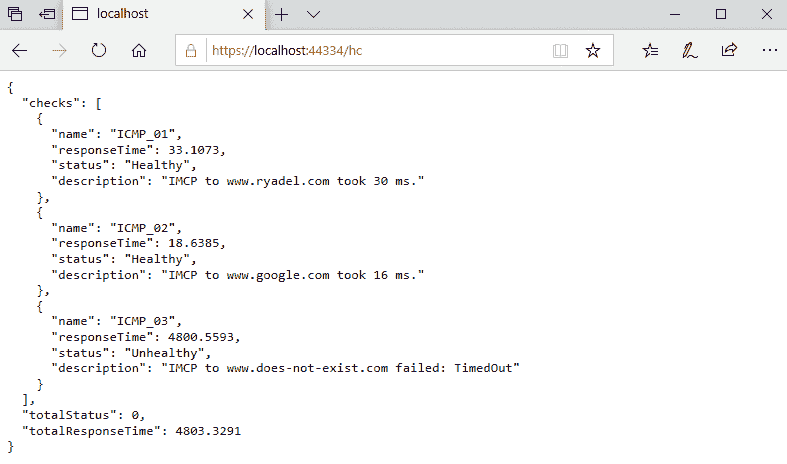 localhost
https://localhost:44334/hc
{
  "checks": [
    {
      "name": "ICMP_01",
      "responseTime": 33.1073,
      "status": "Healthy",
      "description": "IMCP to www.ryadel.com took 30 ms."
    },
    {
      "name": "ICMP_02",
      "responseTime": 18.6385,
      "status": "Healthy",
      "description": "IMCP to www.google.com took 16 ms."
    },
    {
      "name": "ICMP_03",
      "responseTime": 4800.5593,
      "status": "Unhealthy",
      "description": "IMCP to www.does-not-exist.com failed: TimedOut"
    }
  ],
  "totalStatus": 0,
  "totalResponseTime": 4803.3291
}